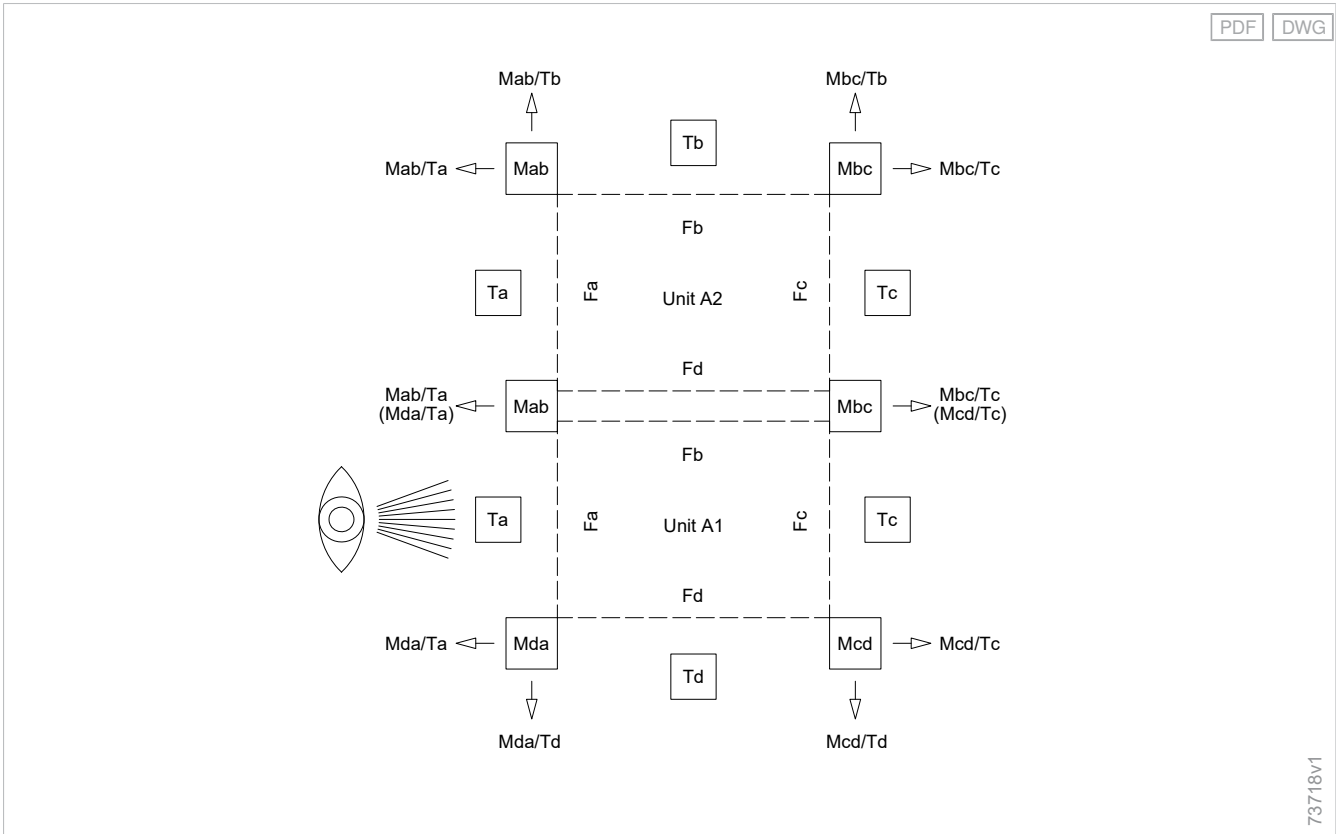 PDF DWG
Mab/Tb Mbc/Tb
Tb
Mab/Ta Mab Mbc Mbc/Tc
Fb
Ta Fa Unit A2 Fc Tc
Fd
Mab/Ta Mab Mbc Mbc/Tc
(Mda/Ta) (Mcd/Tc)
Fb
Ta Fa Unit A1 Fc Tc
Fd
Mda/Ta Mda Mcd Mcd/Tc
Td
Mda/Td Mcd/Td
73718v1